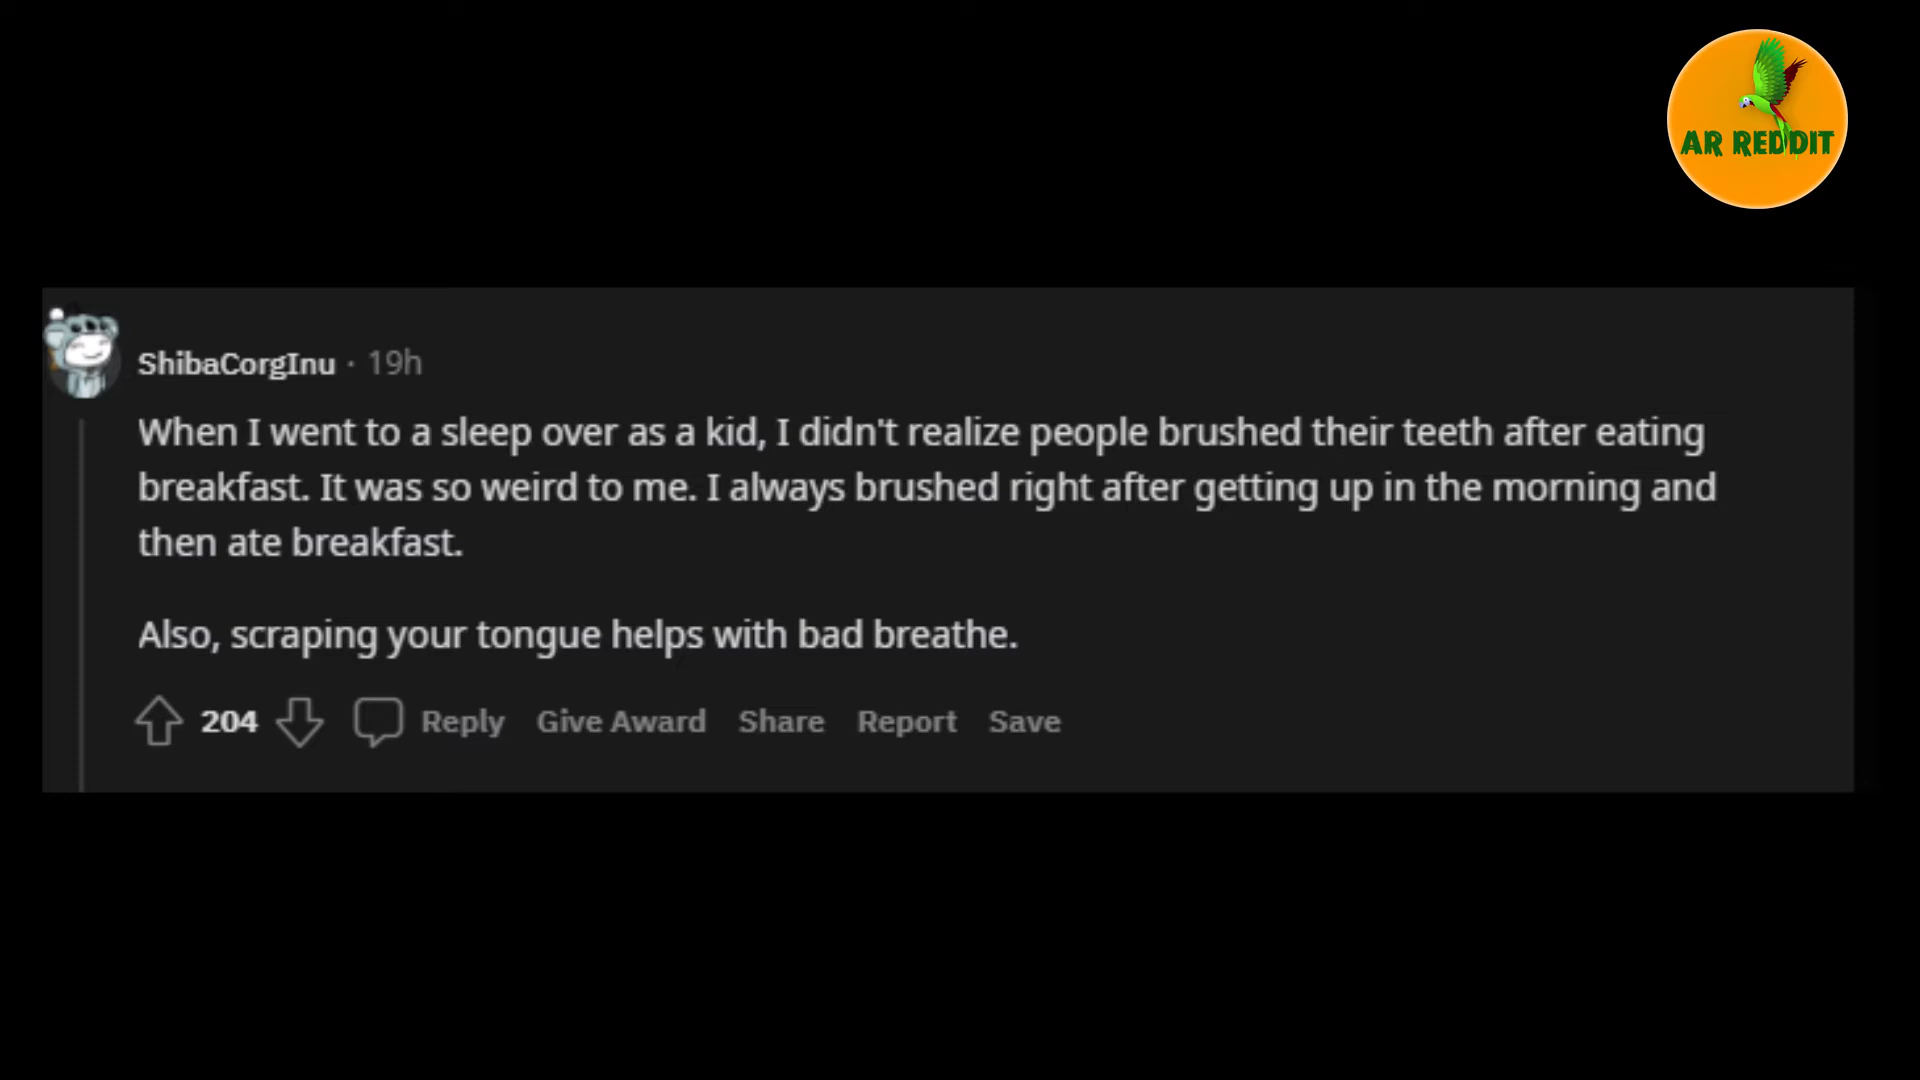 AR REDDIT
ShibaCorgInu · 19h
When I went to a sleep over as a kid, I didn't realize people brushed their teeth after eating
breakfast. It was so weird to me. I always brushed right after getting up in the morning and
then ate breakfast.
Also, scraping your tongue helps with bad breathe.
204 Reply Give Award Share Report Save